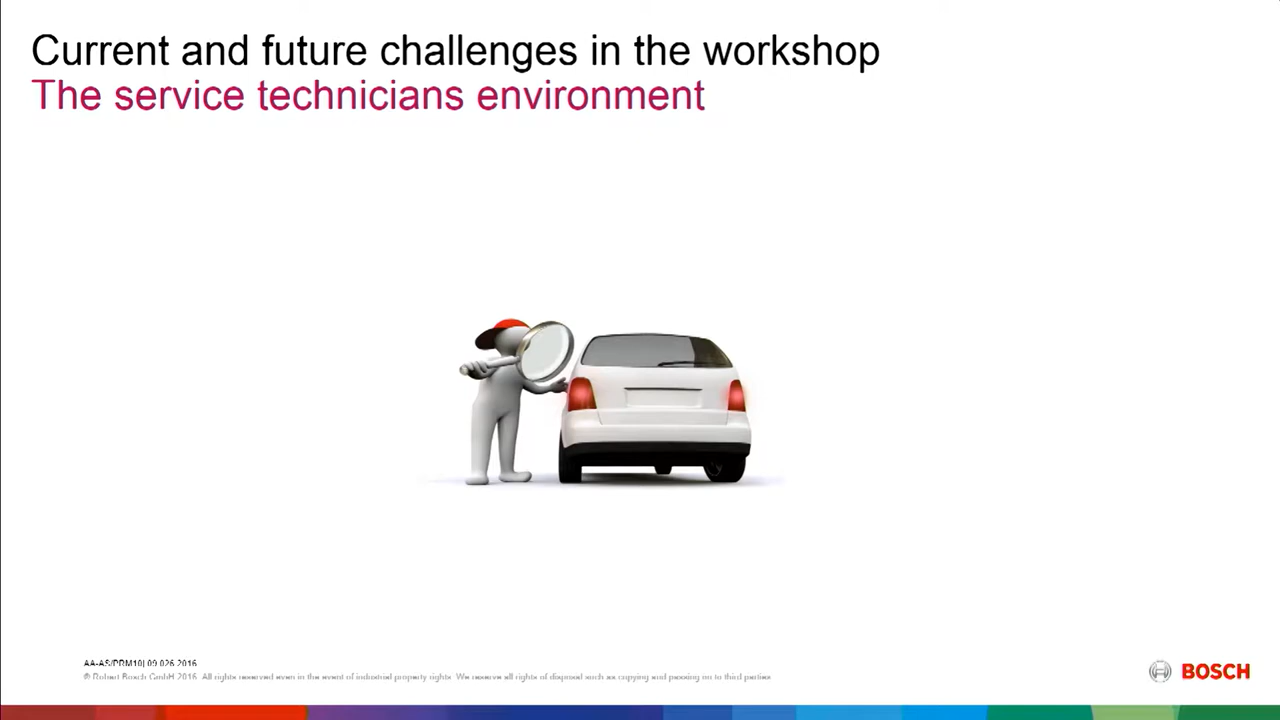 Current and future challenges in the workshop
The service technicians environment
AA-AS/PRM10| 09.026.2016
® Robert Bosch GmbH 2016. All rights reserved even in the event of industrial property rights. We reserve all rights of disposal such as copying and passing on to third parties
BOSCH